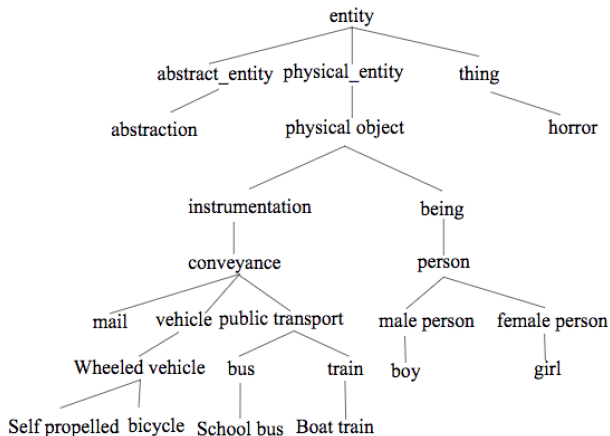 entity
abstract_entity physical_entity thing
abstraction physical object horror
instrumentation being
conveyance person
mail vehicle public transport male person female person
Wheeled vehicle bus train boy girl
Self propelled bicycle School bus Boat train